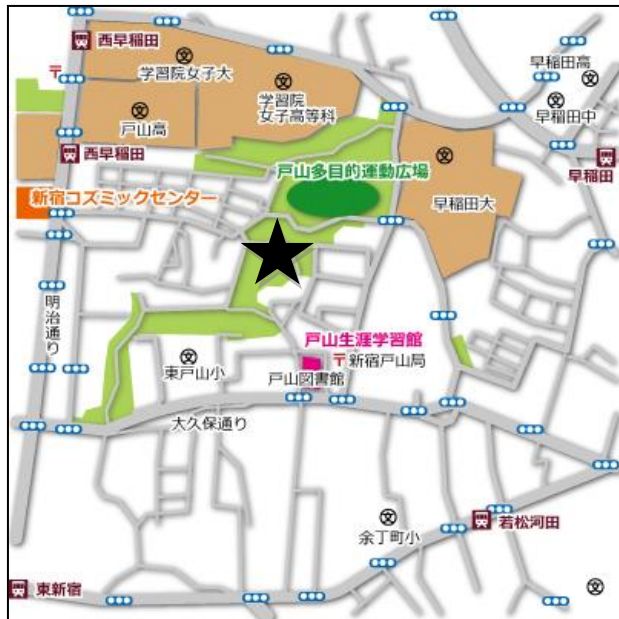 西早稲田
学習院女子大
早稲田高
〒
文
学習院
女子高等科
早稲田中
戸山高
西早稲田
戸山多目的運動広場
早稲田
新宿コズミックセンター
早稲田大
明治通り
戸山生涯学習館
〒新宿戸山局
東戸山小
戸山図書館
大久保通り
若松河田
余丁町小
東新宿